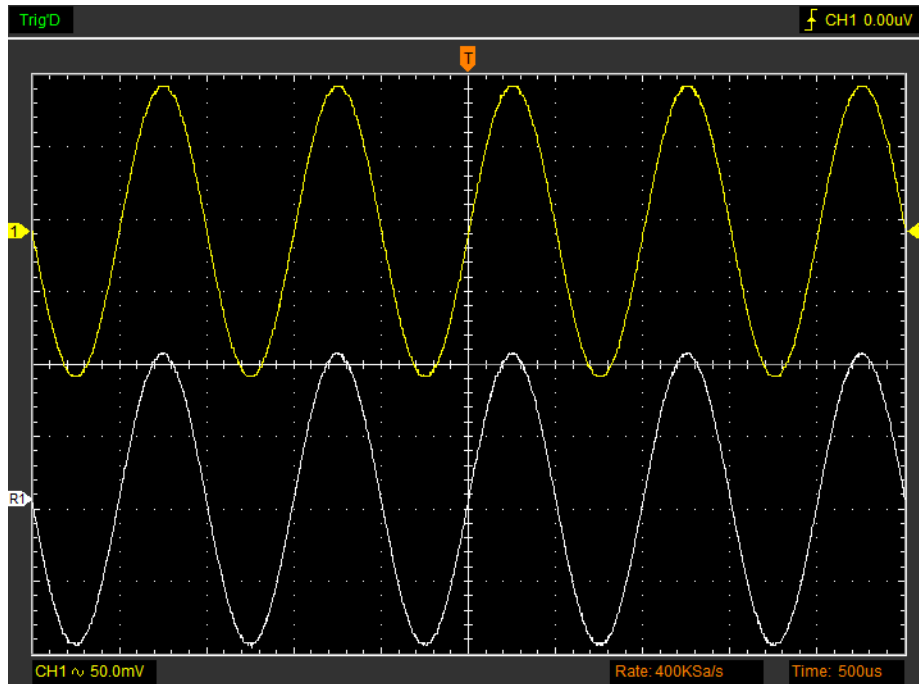 Trig'D
CH1 0.00uV
T
1
R1
CH1 ∿ 50.0mV
Rate: 400KSa/s
Time: 500us